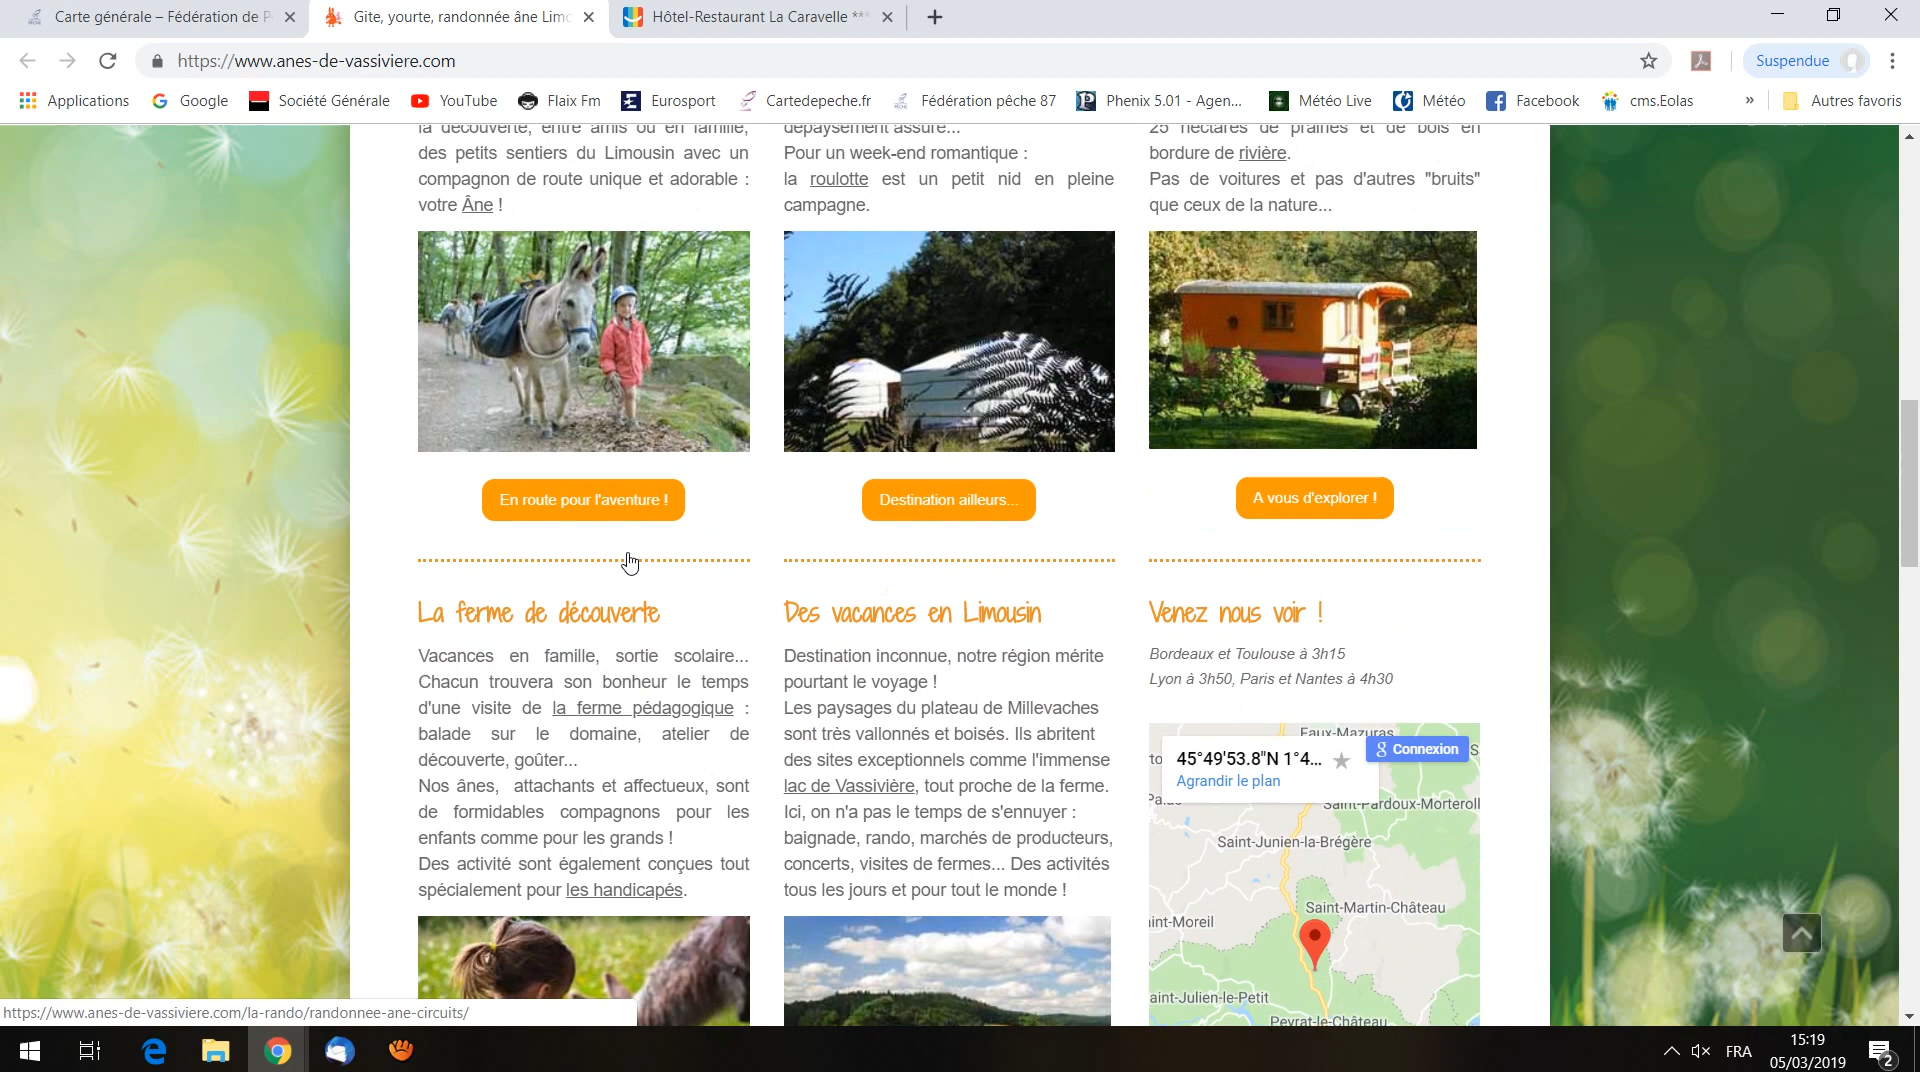 Carte générale – Fédération de P
Gite, yourte, randonnée âne Limo
Hôtel-Restaurant La Caravelle ***
https://www.anes-de-vassiviere.com
Suspendue
Applications
Google
Société Générale
YouTube
Flaix Fm
Eurosport
Cartedepeche.fr
Fédération pêche 87
Phenix 5.01 - Agen...
Météo Live
Météo
Facebook
cms.Eolas
»
Autres favoris
la découverte, entre amis ou en famille,
des petits sentiers du Limousin avec un
compagnon de route unique et adorable :
votre Âne !
En route pour l'aventure !
dépaysement assuré...
Pour un week-end romantique :
la roulotte est un petit nid en pleine
campagne.
Destination ailleurs...
25 hectares de prairies et de bois en
bordure de rivière.
Pas de voitures et pas d'autres "bruits"
que ceux de la nature...
A vous d'explorer !
La ferme de découverte
Vacances en famille, sortie scolaire...
Chacun trouvera son bonheur le temps
d'une visite de la ferme pédagogique :
balade sur le domaine, atelier de
découverte, goûter...
Nos ânes, attachants et affectueux, sont
de formidables compagnons pour les
enfants comme pour les grands !
Des activité sont également conçues tout
spécialement pour les handicapés.
Des vacances en Limousin
Destination inconnue, notre région mérite
pourtant le voyage !
Les paysages du plateau de Millevaches
sont très vallonnés et boisés. Ils abritent
des sites exceptionnels comme l'immense
lac de Vassivière, tout proche de la ferme.
Ici, on n'a pas le temps de s'ennuyer :
baignade, rando, marchés de producteurs,
concerts, visites de fermes... Des activités
tous les jours et pour tout le monde !
Venez nous voir !
Bordeaux et Toulouse à 3h15
Lyon à 3h50, Paris et Nantes à 4h30
Faux-Mazuras
45°49'53.8"N 1°4...
Connexion
Agrandir le plan
Saint-Pardoux-Morteroll
Saint-Junien-la-Brégère
Saint-Martin-Château
int-Moreil
aint-Julien-le-Petit
Peyrat-le-Château
https://www.anes-de-vassiviere.com/la-rando/randonnee-ane-circuits/
FRA
15:19
05/03/2019
2